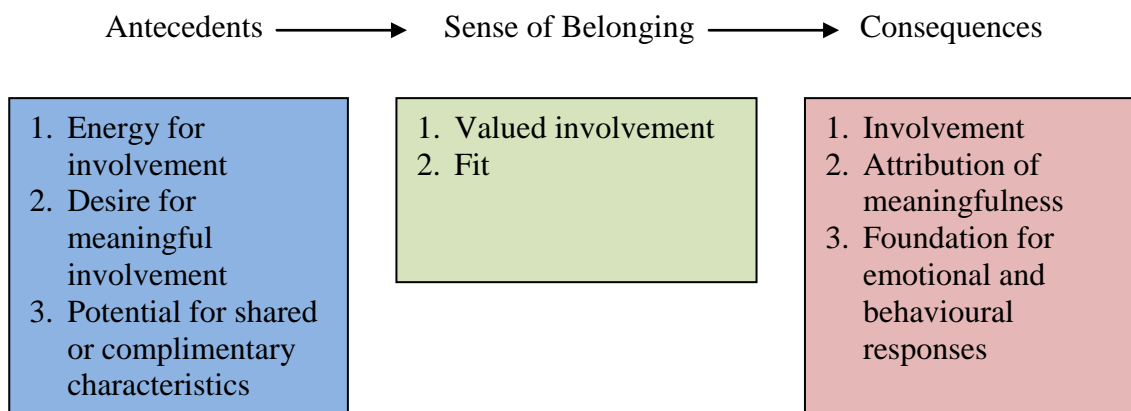 Antecedents Sense of Belonging Consequences
1. Energy for
involvement
2. Desire for
meaningful
involvement
3. Potential for shared
or complimentary
characteristics
1. Valued involvement
2. Fit
1. Involvement
2. Attribution of
meaningfulness
3. Foundation for
emotional and
behavioural
responses